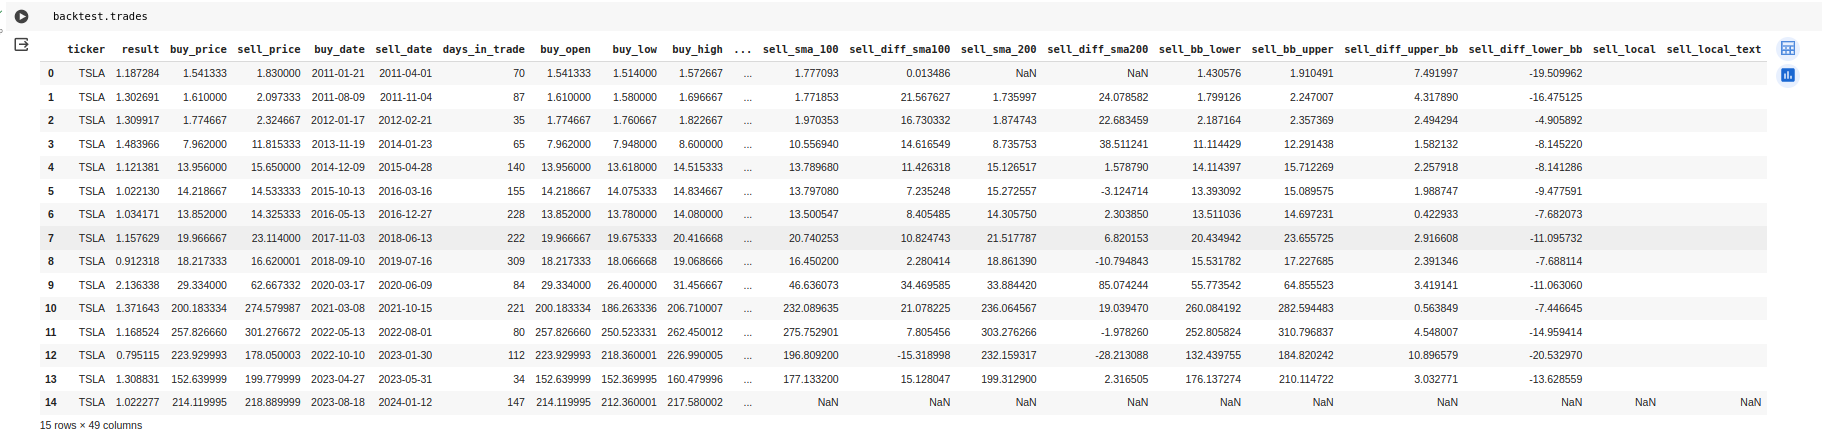 backtest.trades
ticker result buy_price sell_price buy_date sell_date days_in_trade buy_open buy_low buy_high ... sell_sma_100 sell_diff_sma100 sell_sma_200 sell_diff_sma200 sell_bb_lower sell_bb_upper sell_diff_upper_bb sell_diff_lower_bb sell_local sell_local_text
0 TSLA 1.187284 1.541333 1.830000 2011-01-21 2011-04-01 70 1.541333 1.514000 1.572667 ... 1.777093 0.013486 NaN NaN 1.430576 1.910491 7.491997 -19.509962
1 TSLA 1.302691 1.610000 2.097333 2011-08-09 2011-11-04 87 1.610000 1.580000 1.696667 ... 1.771853 21.567627 1.735997 24.078582 1.799126 2.247007 4.317890 -16.475125
2 TSLA 1.309917 1.774667 2.324667 2012-01-17 2012-02-21 35 1.774667 1.760667 1.822667 ... 1.970353 16.730332 1.874743 22.683459 2.187164 2.357369 2.494294 -4.905892
3 TSLA 1.483966 7.962000 11.815333 2013-11-19 2014-01-23 65 7.962000 7.948000 8.600000 ... 10.556940 14.616549 8.735753 38.511241 11.114429 12.291438 1.582132 -8.145220
4 TSLA 1.121381 13.956000 15.650000 2014-12-09 2015-04-28 140 13.956000 13.618000 14.515333 ... 13.789680 11.426318 15.126517 1.578790 14.114397 15.712269 2.257918 -8.141286
5 TSLA 1.022130 14.218667 14.533333 2015-10-13 2016-03-16 155 14.218667 14.075333 14.834667 ... 13.797080 7.235248 15.272557 -3.124714 13.393092 15.089575 1.988747 -9.477591
6 TSLA 1.034171 13.852000 14.325333 2016-05-13 2016-12-27 228 13.852000 13.780000 14.080000 ... 13.500547 8.405485 14.305750 2.303850 13.511036 14.697231 0.422933 -7.682073
7 TSLA 1.157629 19.966667 23.114000 2017-11-03 2018-06-13 222 19.966667 19.675333 20.416668 ... 20.740253 10.824743 21.517787 6.820153 20.434942 23.655725 2.916608 -11.095732
8 TSLA 0.912318 18.217333 16.620001 2018-09-10 2019-07-16 309 18.217333 18.066668 19.068666 ... 16.450200 2.280414 18.861390 -10.794843 15.531782 17.227685 2.391346 -7.688114
9 TSLA 2.136338 29.334000 62.667332 2020-03-17 2020-06-09 84 29.334000 26.400000 31.456667 ... 46.636073 34.469585 33.884420 85.074244 55.773542 64.855523 3.419141 -11.063060
10 TSLA 1.371643 200.183334 274.579987 2021-03-08 2021-10-15 221 200.183334 186.263336 206.710007 ... 232.089635 21.078225 236.064567 19.039470 260.084192 282.594483 0.563849 -7.446645
11 TSLA 1.168524 257.826660 301.276672 2022-05-13 2022-08-01 80 257.826660 250.523331 262.450012 ... 275.752901 7.805456 303.276266 -1.978260 252.805824 310.796837 4.548007 -14.959414
12 TSLA 0.795115 223.929993 178.050003 2022-10-10 2023-01-30 112 223.929993 218.360001 226.990005 ... 196.809200 -15.318998 232.159317 -28.213088 132.439755 184.820242 10.896579 -20.532970
13 TSLA 1.308831 152.639999 199.779999 2023-04-27 2023-05-31 34 152.639999 152.369995 160.479996 ... 177.133200 15.128047 199.312900 2.316505 176.137274 210.114722 3.032771 -13.628559
14 TSLA 1.022277 214.119995 218.889999 2023-08-18 2024-01-12 147 214.119995 212.360001 217.580002 ... NaN NaN NaN NaN NaN NaN NaN NaN NaN NaN
15 rows × 49 columns